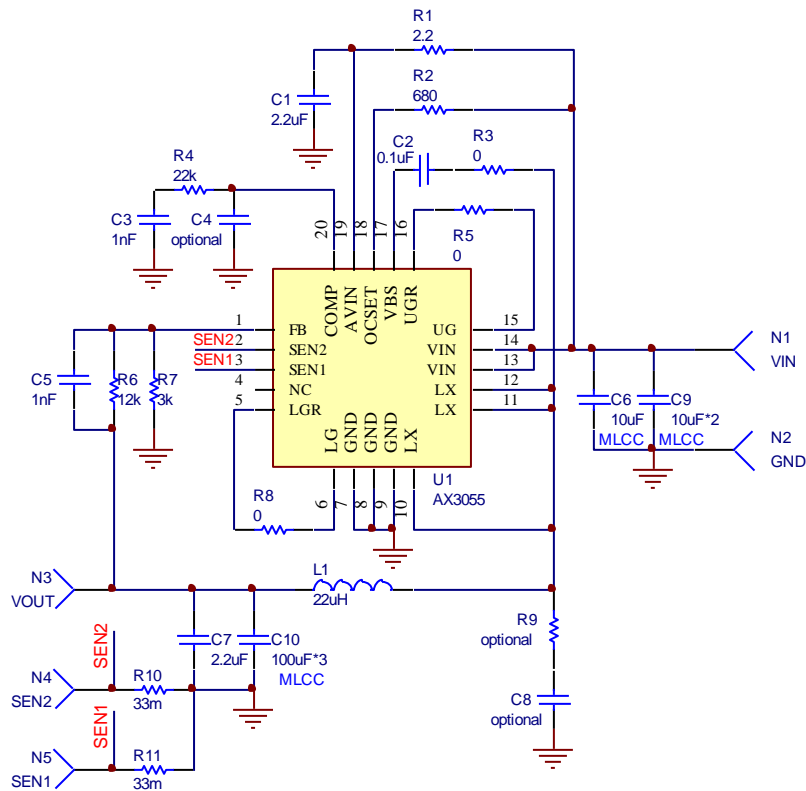 R1
2.2
R2
680
C1
2.2uF
C2
0.1uF
R3
0
R4
22k
C3
1nF
C4
optional
R5
0
20
19
18
17
16
COMP
AVIN
OCSET
VBS
UGR
1
FB
SEN2
2
SEN2
SEN1
3
SEN1
4
NC
5
LGR
UG
15
VIN
14
VIN
13
LX
12
LX
11
LG
GND
GND
GND
LX
6
7
8
9
10
U1
AX3055
C5
1nF
R6
12k
R7
3k
R8
0
N1
VIN
C6
10uF
MLCC
C9
10uF*2
MLCC
N2
GND
N3
VOUT
L1
22uH
C7
2.2uF
C10
100uF*3
MLCC
R9
optional
C8
optional
SEN2
N4
SEN2
R10
33m
SEN1
N5
SEN1
R11
33m